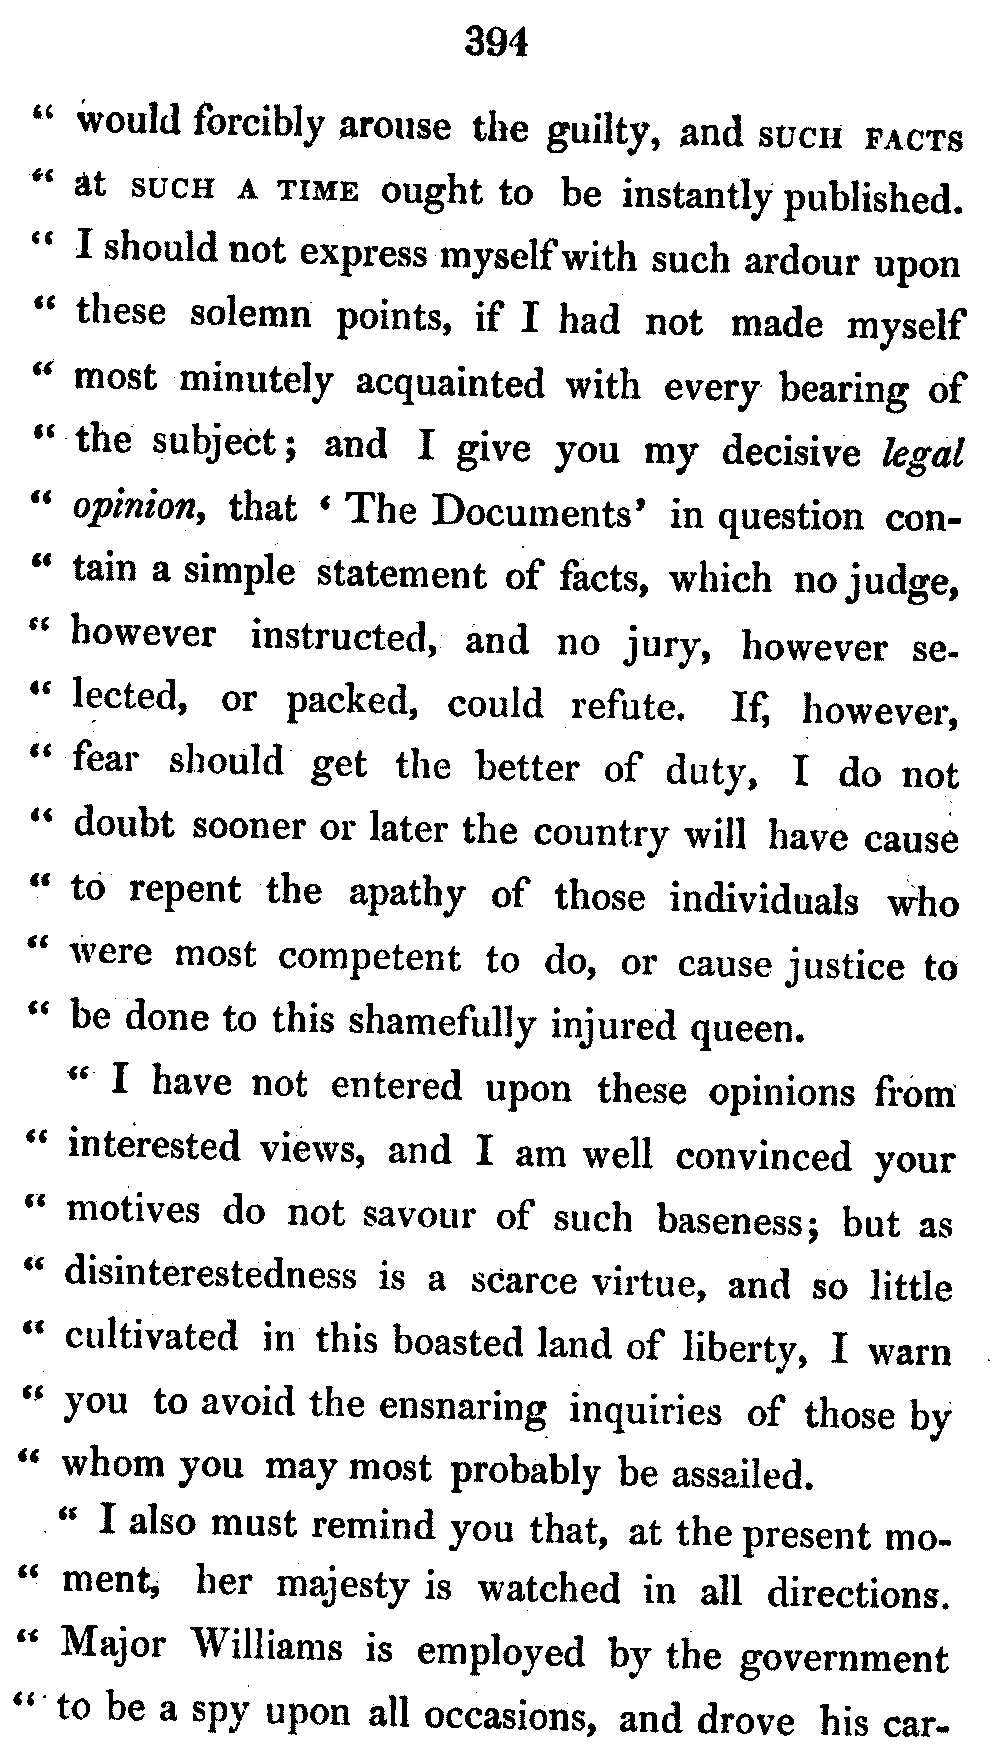 394
“ would forcibly arouse the guilty, and SUCH FACTS
“ at SUCH A TIME ought to be instantly published.
“ I should not express myself with such ardour upon
“ these solemn points, if I had not made myself
“ most minutely acquainted with every bearing of
“ the subject; and I give you my decisive legal
“ opinion, that ‘ The Documents’ in question con-
“ tain a simple statement of facts, which no judge,
“ however instructed, and no jury, however se-
“ lected, or packed, could refute. If, however,
“ fear should get the better of duty, I do not
“ doubt sooner or later the country will have cause
“ to repent the apathy of those individuals who
“ were most competent to do, or cause justice to
“ be done to this shamefully injured queen.
“ I have not entered upon these opinions from
“ interested views, and I am well convinced your
“ motives do not savour of such baseness; but as
“ disinterestedness is a scarce virtue, and so little
“ cultivated in this boasted land of liberty, I warn
“ you to avoid the ensnaring inquiries of those by
“ whom you may most probably be assailed.
“ I also must remind you that, at the present mo-
“ ment, her majesty is watched in all directions.
“ Major Williams is employed by the government
“ to be a spy upon all occasions, and drove his car-